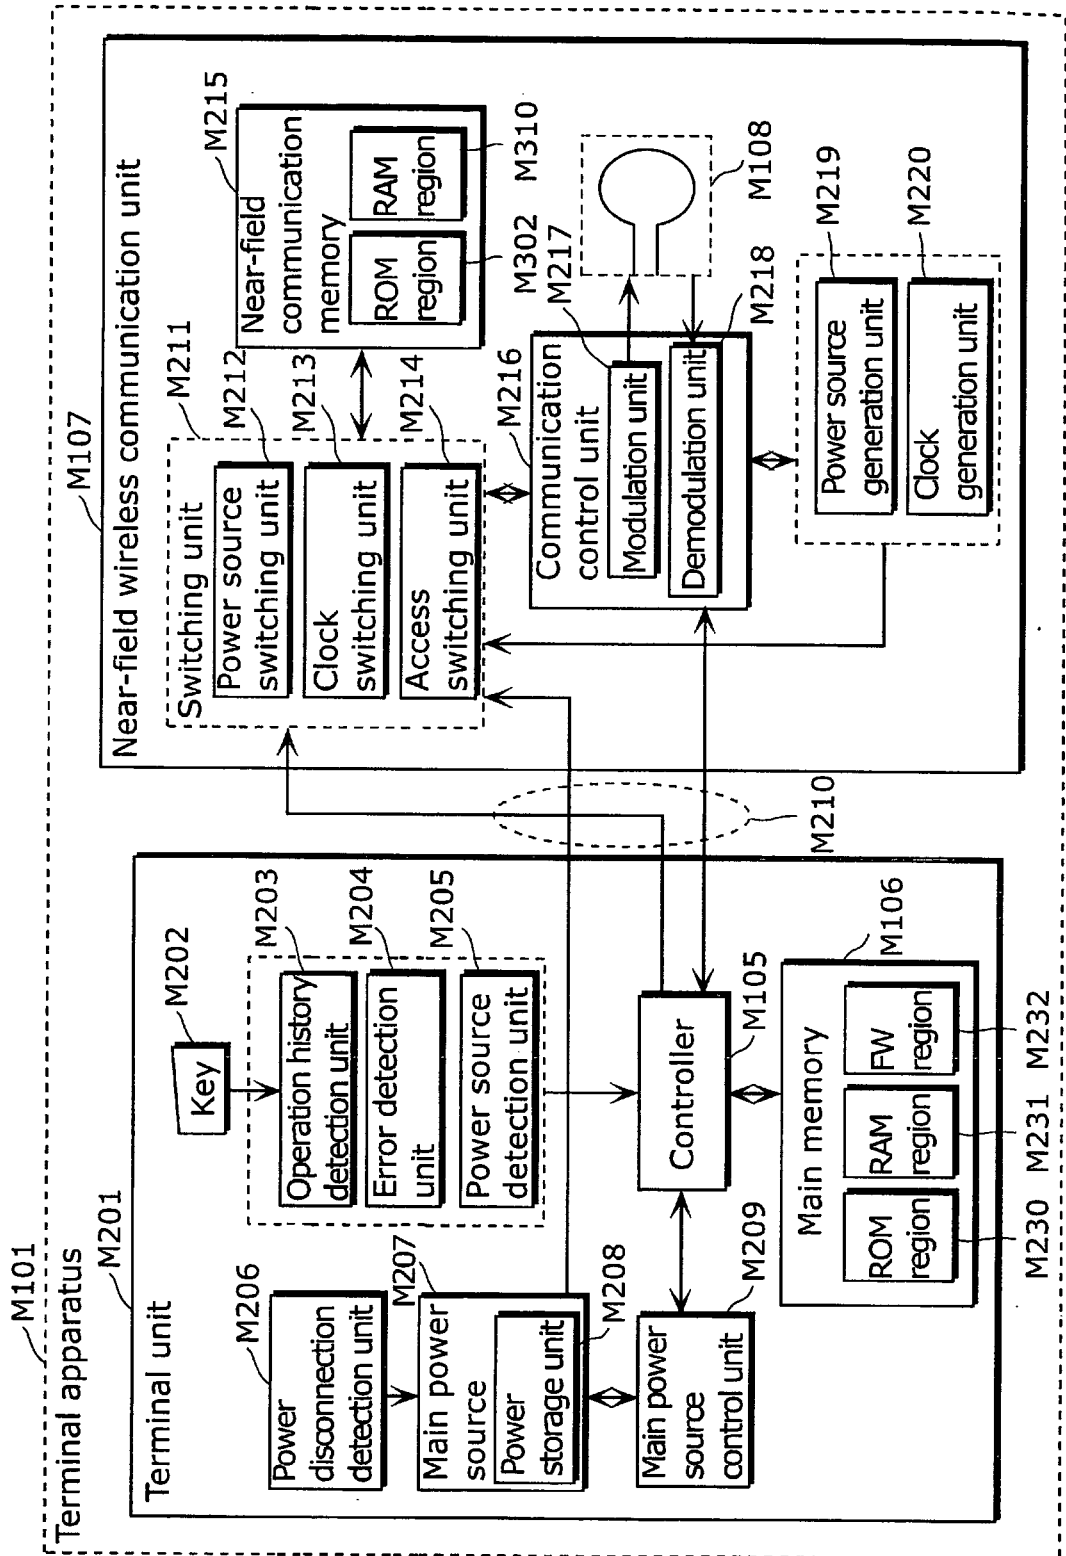 M101
Terminal apparatus
M201
Terminal unit
M202
Key
M203
Operation history
detection unit
M204
Error detection
unit
M205
Power source
detection unit
M206
Power
disconnection
detection unit
M207
Main power
source
M208
Power
storage unit
M209
Main power
source
control unit
M105
Controller
M106
Main memory
ROM
region
RAM
region
FW
region
M230
M231
M232
M210
M107
Near-field wireless communication unit
M211
Switching unit
M212
Power source
switching unit
M213
Clock
switching unit
M214
Access
switching unit
M215
Near-field
communication
memory
ROM
region
RAM
region
M302
M310
M216
Communication
control unit
M217
Modulation unit
M218
Demodulation unit
M108
M219
Power source
generation unit
M220
Clock
generation unit